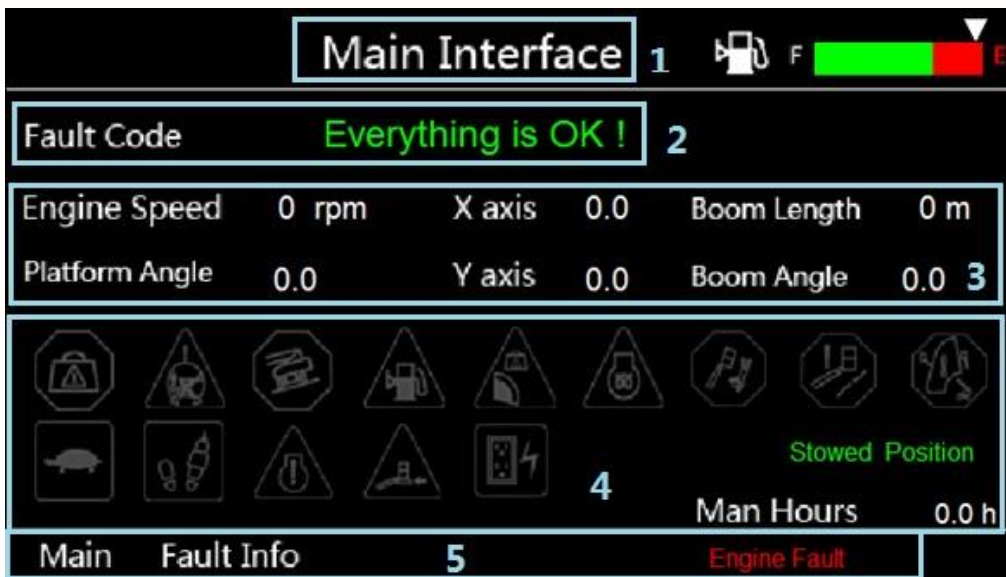 Main Interface 1 F E
Fault Code Everything is OK ! 2
Engine Speed 0 rpm X axis 0.0 Boom Length 0 m
Platform Angle 0.0 Y axis 0.0 Boom Angle 0.0 3
Stowed Position
4
Man Hours 0.0 h
Main Fault Info 5 Engine Fault